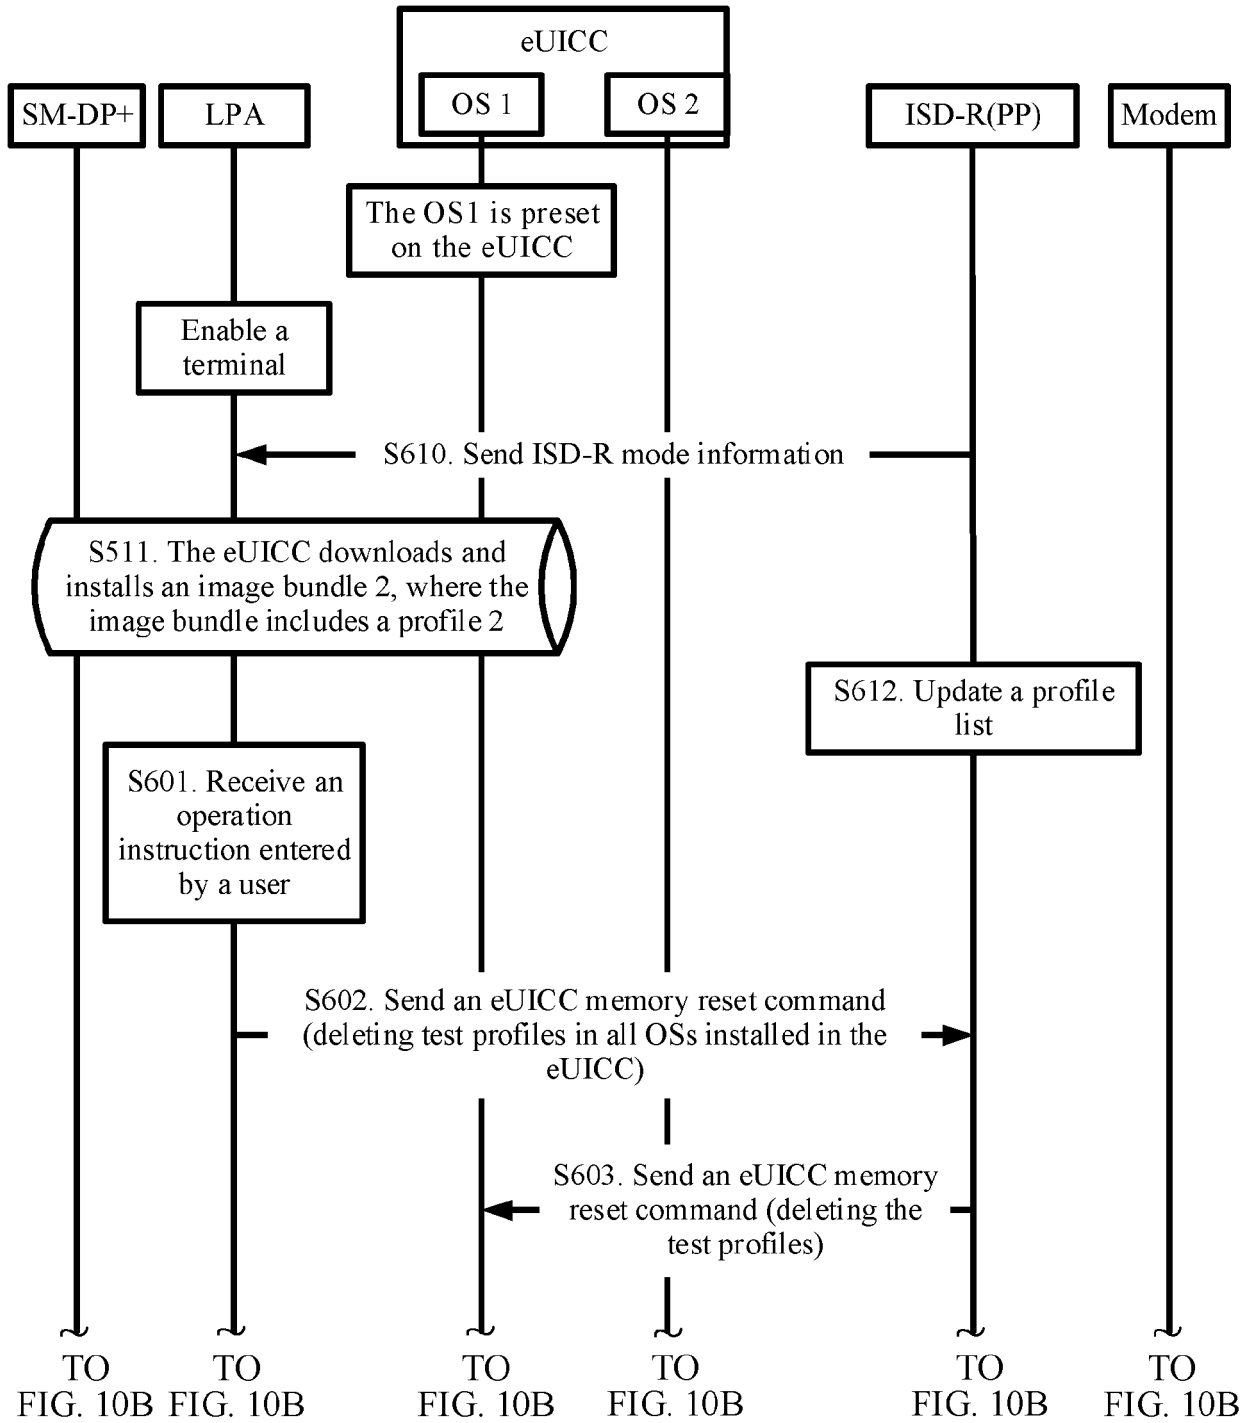 eUICC
SM-DP+
LPA
OS 1
OS 2
ISD-R(PP)
Modem
The OS1 is preset
on the eUICC
Enable a
terminal
S610. Send ISD-R mode information
S511. The eUICC downloads and
installs an image bundle 2, where the
image bundle includes a profile 2
S612. Update a profile
list
S601. Receive an
operation
instruction entered
by a user
S602. Send an eUICC memory reset command
(deleting test profiles in all OSs installed in the
eUICC)
S603. Send an eUICC memory
reset command (deleting the
test profiles)
TO
FIG. 10B
TO
FIG. 10B
TO
FIG. 10B
TO
FIG. 10B
TO
FIG. 10B
TO
FIG. 10B